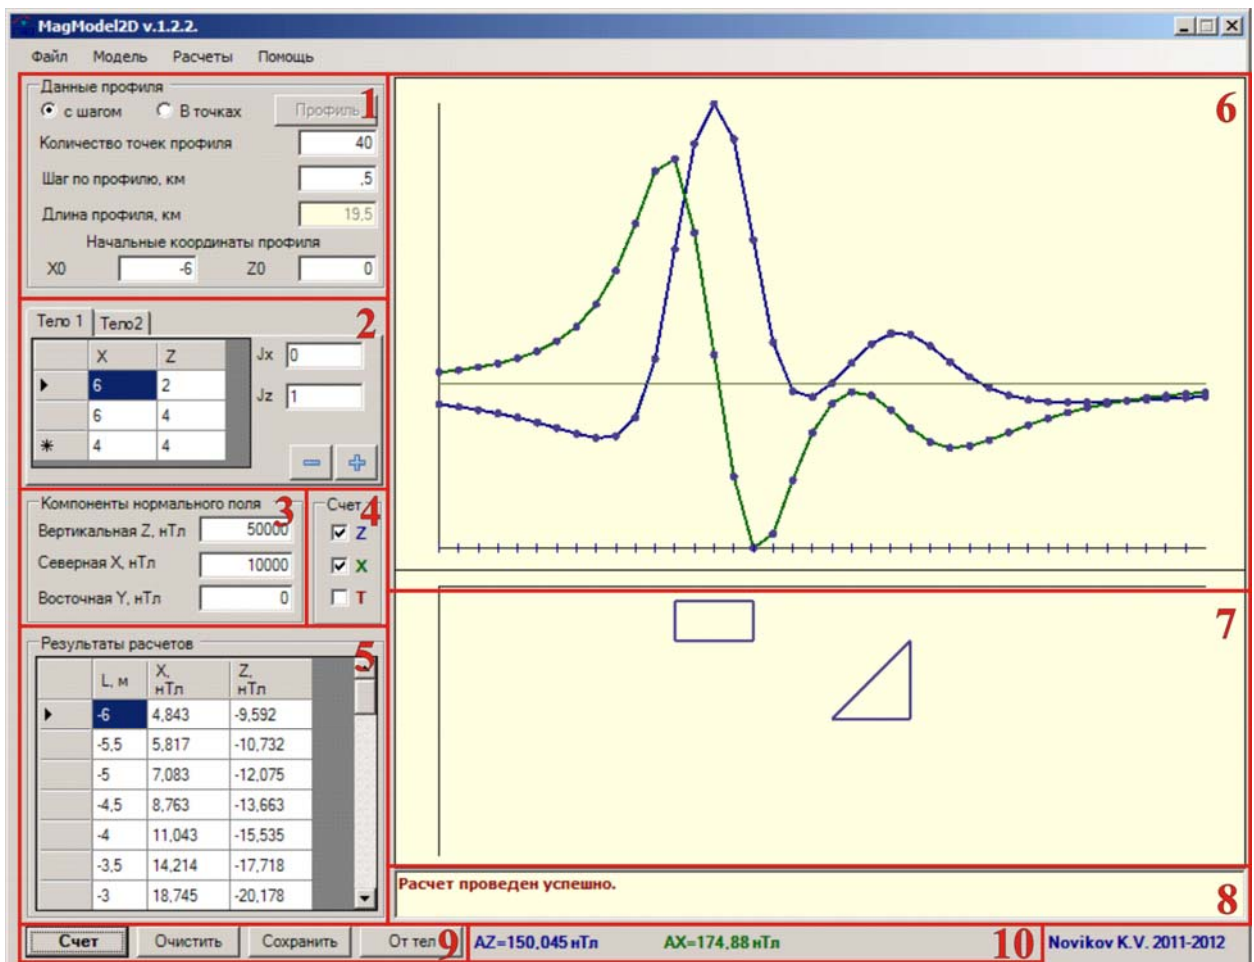 MagModel2D v.1.2.2.
Файл Модель Расчеты Помощь
Данные профиля
с шагом В точках Профиль 1
Количество точек профиля 40
Шаг по профилю, км ,5
Длина профиля, км 19,5
Начальные координаты профиля
X0 -6 Z0 0
Тело 1 Тело2 2
X Z Jx 0
6 2
Jz 1
6 4
4 4
Компоненты нормального поля 3
Вертикальная Z, нТл 50000
Северная X, нТл 10000
Восточная Y, нТл 0
Счет 4
Z
X
T
Результаты расчетов 5
L, м X, нТл Z, нТл
-6 4,843 -9,592
-5,5 5,817 -10,732
-5 7,083 -12,075
-4,5 8,763 -13,663
-4 11,043 -15,535
-3,5 14,214 -17,718
-3 18,745 -20,178
6
7
Расчет проведен успешно. 8
Счет Очистить Сохранить От тел 9
AZ=150,045 нТл AX=174,88 нТл 10 Novikov K.V. 2011-2012